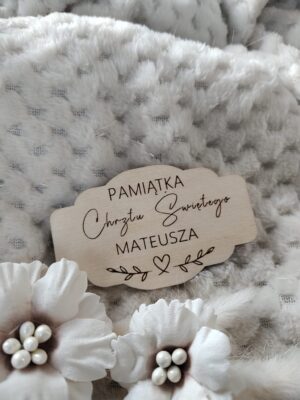 PAMIĄTKA
Chrztu Świętego
MATEUSZA